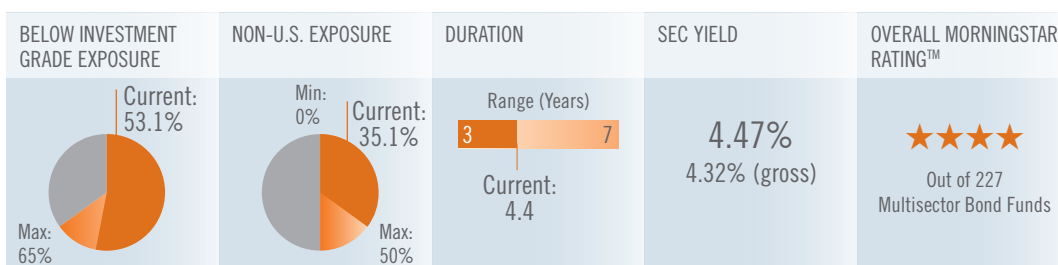 BELOW INVESTMENT
GRADE EXPOSURE
Current:
53.1%
Max:
65%
NON-U.S. EXPOSURE
Min:
0%
Current:
35.1%
Max:
50%
DURATION
Range (Years)
3 7
Current:
4.4
SEC YIELD
4.47%
4.32% (gross)
OVERALL MORNINGSTAR
RATING™
Out of 227
Multisector Bond Funds